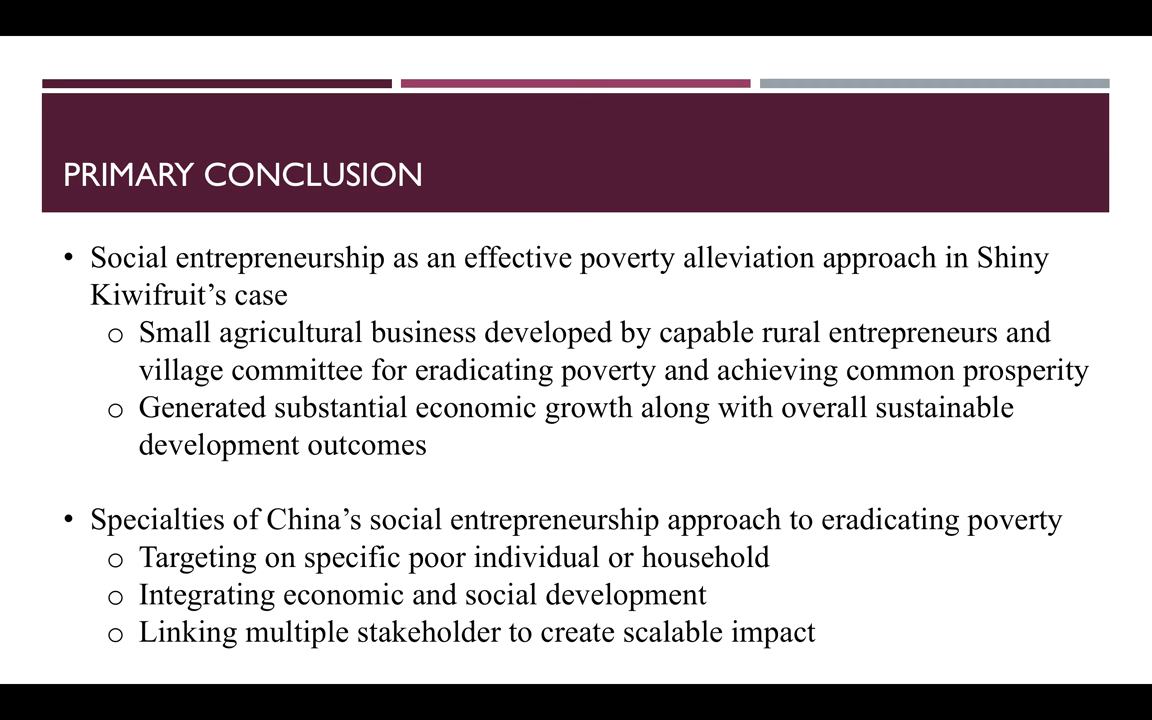 PRIMARY CONCLUSION
• Social entrepreneurship as an effective poverty alleviation approach in Shiny
Kiwifruit’s case
o Small agricultural business developed by capable rural entrepreneurs and
village committee for eradicating poverty and achieving common prosperity
o Generated substantial economic growth along with overall sustainable
development outcomes
• Specialties of China’s social entrepreneurship approach to eradicating poverty
o Targeting on specific poor individual or household
o Integrating economic and social development
o Linking multiple stakeholder to create scalable impact